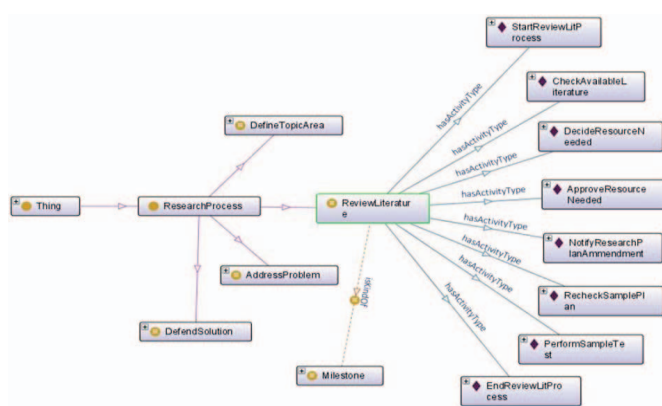 StartReviewLitP
rocess
hasActivityType
CheckAvailableL
iterature
hasActivityType
DefineTopicArea
DecideResourceN
eeded
hasActivityType
ApproveResource
Needed
hasActivityType
Thing
ResearchProcess
ReviewLiteratur
e
hasActivityType
NotifyResearchP
lanAmmendment
hasActivityType
AddressProblem
isKindOf
RecheckSamplePl
an
hasActivityType
DefendSolution
PerformSampleTe
st
hasActivityType
Milestone
EndReviewLitPro
cess